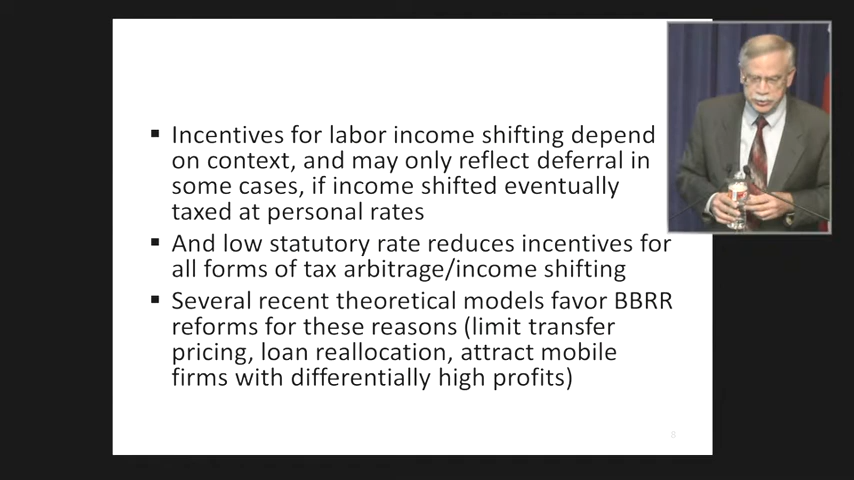 ▪ Incentives for labor income shifting depend
on context, and may only reflect deferral in
some cases, if income shifted eventually
taxed at personal rates
▪ And low statutory rate reduces incentives for
all forms of tax arbitrage/income shifting
▪ Several recent theoretical models favor BBRR
reforms for these reasons (limit transfer
pricing, loan reallocation, attract mobile
firms with differentially high profits)
8